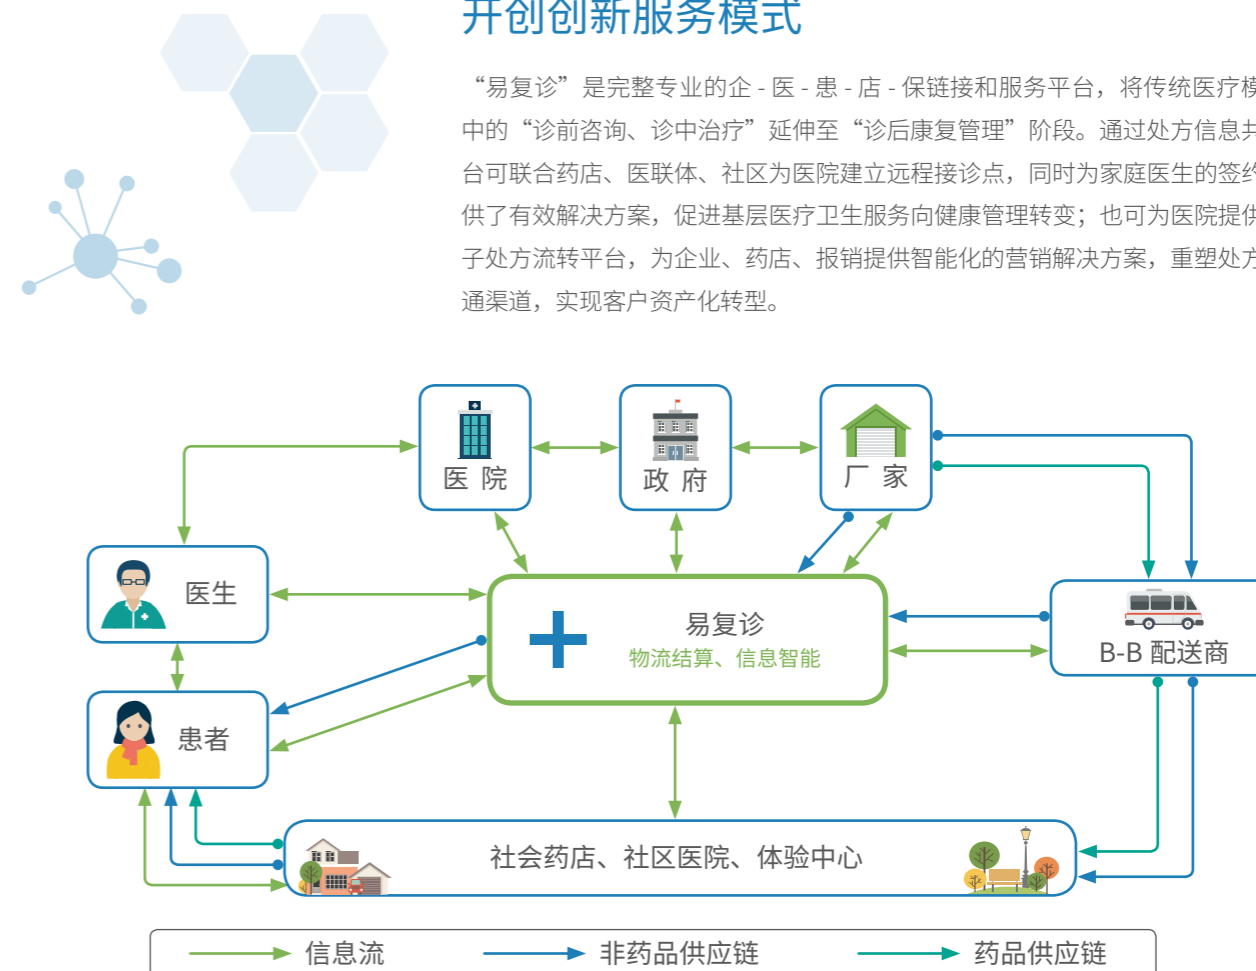 开创创新服务模式
“易复诊”是完整专业的企 - 医 - 患 - 店 - 保链接和服务平台，将传统医疗模
中的“诊前咨询、诊中治疗”延伸至“诊后康复管理”阶段。通过处方信息共
台可联合药店、医联体、社区为医院建立远程接诊点，同时为家庭医生的签约
供了有效解决方案，促进基层医疗卫生服务向健康管理转变；也可为医院提供
子处方流转平台，为企业、药店、报销提供智能化的营销解决方案，重塑处方
通渠道，实现客户资产化转型。
医 院
政 府
厂 家
医生
易复诊
物流结算、信息智能
B-B 配送商
患者
社会药店、社区医院、体验中心
信息流
非药品供应链
药品供应链